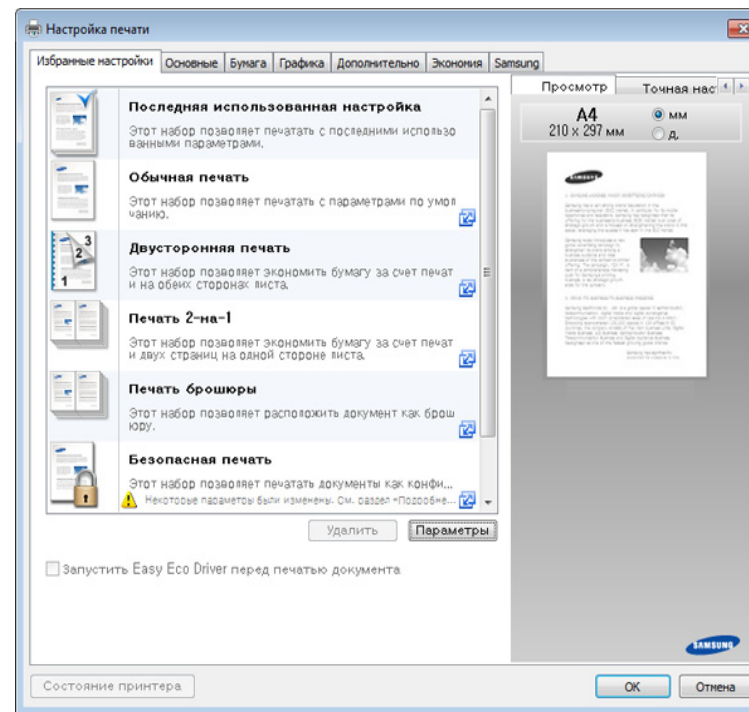 Настройка печати
Избранные настройки Основные Бумага Графика Дополнительно Экономия Samsung
Просмотр Точная нас
A4
210 x 297 мм
мм
д.
Последняя использованная настройка
Этот набор позволяет печатать с последними использо
ванными параметрами.
Обычная печать
Этот набор позволяет печатать с параметрами по умол
чанию.
Двусторонняя печать
Этот набор позволяет экономить бумагу за счет печат
и на обеих сторонах листа.
Печать 2-на-1
Этот набор позволяет экономить бумагу за счет печат
и двух страниц на одной стороне листа.
Печать брошюры
Этот набор позволяет расположить документ как брош
юру.
Безопасная печать
Этот набор позволяет печатать документы как конфи...
Некоторые параметры были изменены. См. раздел "Подробне...
1 2 3
Удалить Параметры
Запустить Easy Eco Driver перед печатью документа
SAMSUNG
Состояние принтера
OK Отмена